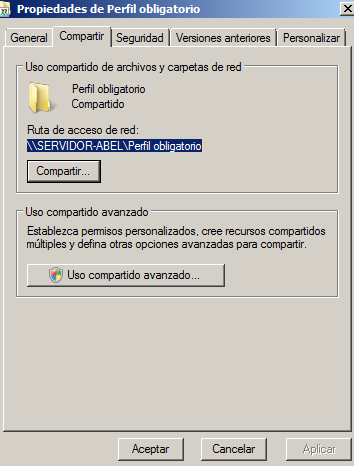 Propiedades de Perfil obligatorio
General
Compartir
Seguridad
Versiones anteriores
Personalizar
Uso compartido de archivos y carpetas de red
Perfil obligatorio
Compartido
Ruta de acceso de red:
\\SERVIDOR-ABEL\Perfil obligatorio
Compartir...
Uso compartido avanzado
Establezca permisos personalizados, cree recursos compartidos
múltiples y defina otras opciones avanzadas para compartir.
Uso compartido avanzado...
Aceptar
Cancelar
Aplicar